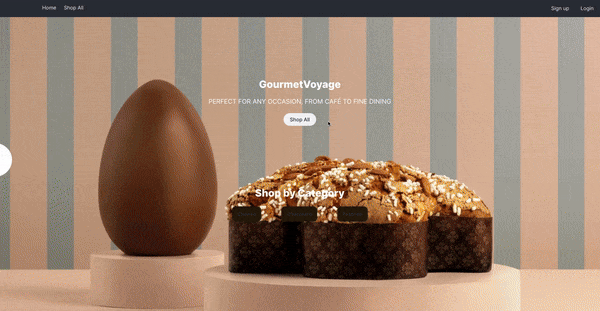 Home Shop All Sign up Login
GourmetVoyage
PERFECT FOR ANY OCCASION, FROM CAFÉ TO FINE DINING
Shop All
Shop by Category